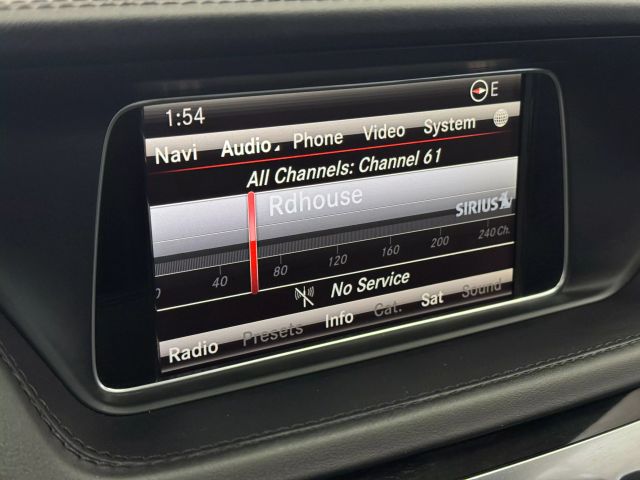 E
1:54
Navi Audio Phone Video System
All Channels: Channel 61
Rdhouse
SIRIUS
0 40 80 120 160 200 240 Ch.
No Service
Radio Presets Info Cat. Sat Sound